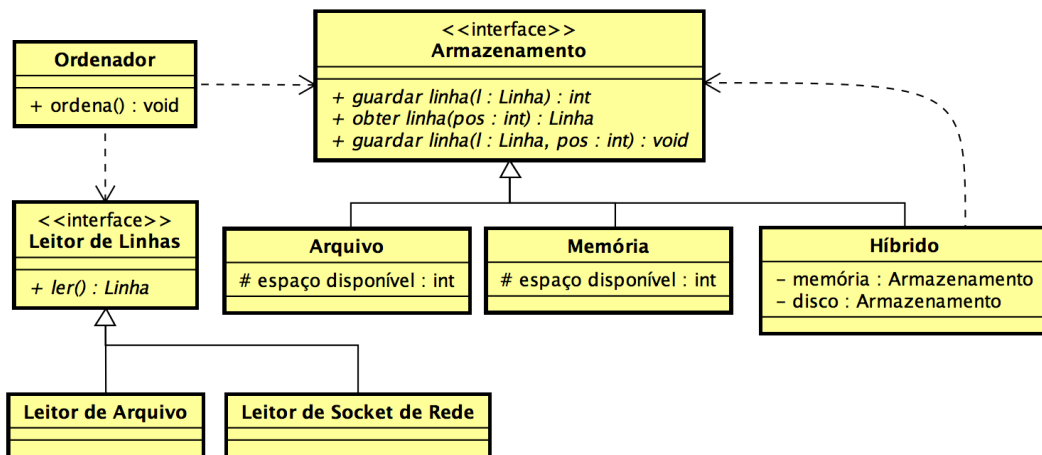 <<interface>>
Armazenamento
+ guardar linha(l : Linha) : int
+ obter linha(pos : int) : Linha
+ guardar linha(l : Linha, pos : int) : void
Ordenador
+ ordena() : void
<<interface>>
Leitor de Linhas
+ ler() : Linha
Arquivo
# espaço disponível : int
Memória
# espaço disponível : int
Híbrido
– memória : Armazenamento
– disco : Armazenamento
Leitor de Arquivo
Leitor de Socket de Rede